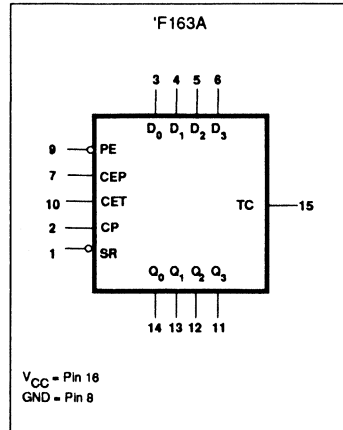 'F163A
3 4 5 6
D0 D1 D2 D3
9 PE
7 CEP
10 CET
TC 15
2 CP
1 SR
Q0 Q1 Q2 Q3
14 13 12 11
VCC = Pin 16
GND = Pin 8